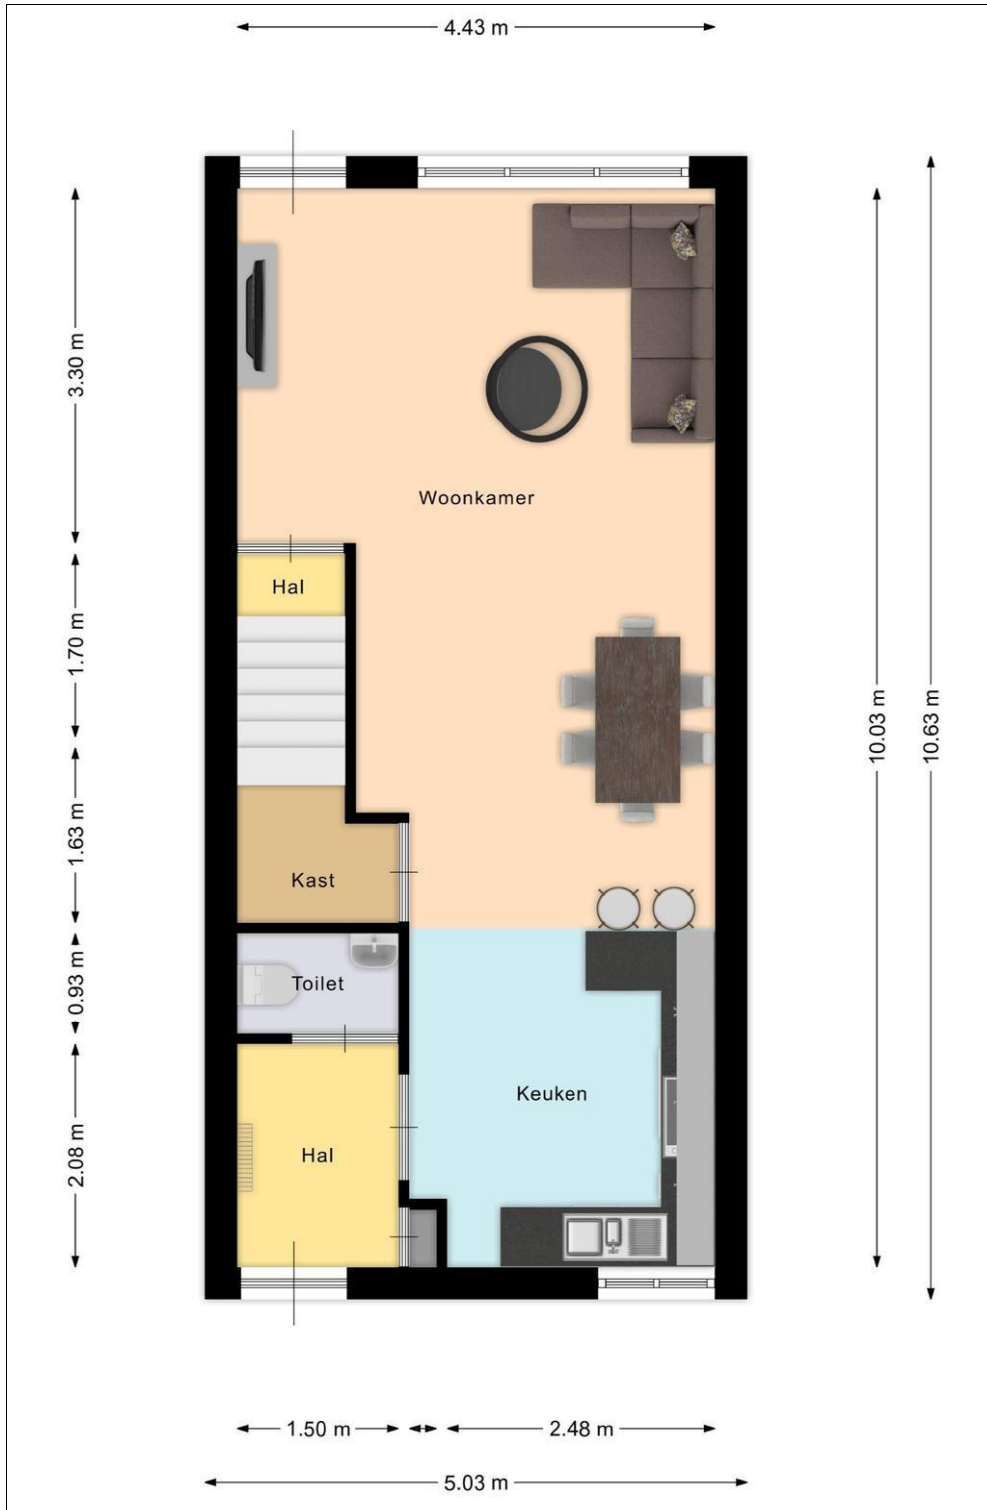 4.43 m
3.30 m
Woonkamer
Hal
1.70 m
10.03 m
10.63 m
1.63 m
Kast
0.93 m
Toilet
Keuken
2.08 m
Hal
1.50 m
2.48 m
5.03 m